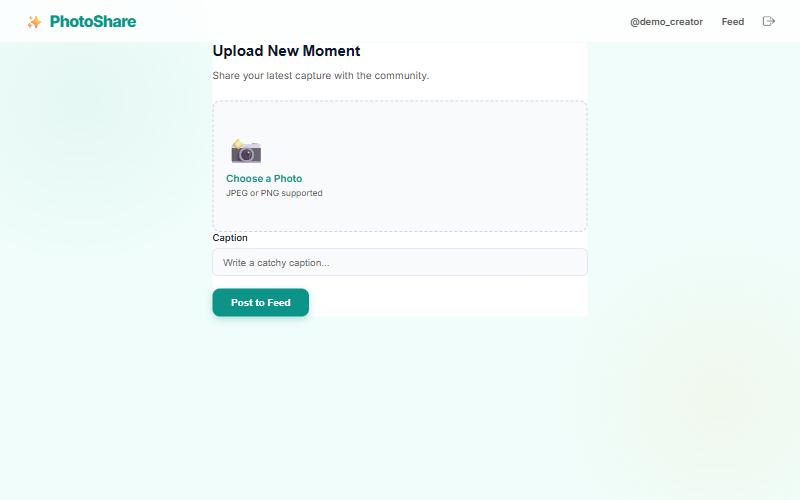 PhotoShare
@demo_creator
Feed
Upload New Moment
Share your latest capture with the community.
Choose a Photo
JPEG or PNG supported
Caption
Write a catchy caption...
Post to Feed